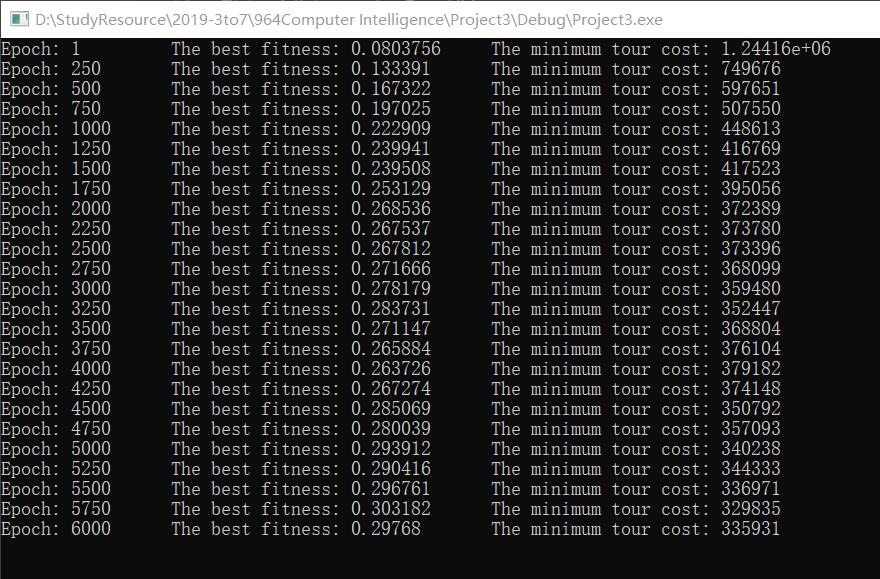 D:\StudyResource\2019-3to7\964Computer Intelligence\Project3\Debug\Project3.exe
Epoch: 1 The best fitness: 0.0803756 The minimum tour cost: 1.24416e+06
Epoch: 250 The best fitness: 0.133391 The minimum tour cost: 749676
Epoch: 500 The best fitness: 0.167322 The minimum tour cost: 597651
Epoch: 750 The best fitness: 0.197025 The minimum tour cost: 507550
Epoch: 1000 The best fitness: 0.222909 The minimum tour cost: 448613
Epoch: 1250 The best fitness: 0.239941 The minimum tour cost: 416769
Epoch: 1500 The best fitness: 0.239508 The minimum tour cost: 417523
Epoch: 1750 The best fitness: 0.253129 The minimum tour cost: 395056
Epoch: 2000 The best fitness: 0.268536 The minimum tour cost: 372389
Epoch: 2250 The best fitness: 0.267537 The minimum tour cost: 373780
Epoch: 2500 The best fitness: 0.267812 The minimum tour cost: 373396
Epoch: 2750 The best fitness: 0.271666 The minimum tour cost: 368099
Epoch: 3000 The best fitness: 0.278179 The minimum tour cost: 359480
Epoch: 3250 The best fitness: 0.283731 The minimum tour cost: 352447
Epoch: 3500 The best fitness: 0.271147 The minimum tour cost: 368804
Epoch: 3750 The best fitness: 0.265884 The minimum tour cost: 376104
Epoch: 4000 The best fitness: 0.263726 The minimum tour cost: 379182
Epoch: 4250 The best fitness: 0.267274 The minimum tour cost: 374148
Epoch: 4500 The best fitness: 0.285069 The minimum tour cost: 350792
Epoch: 4750 The best fitness: 0.280039 The minimum tour cost: 357093
Epoch: 5000 The best fitness: 0.293912 The minimum tour cost: 340238
Epoch: 5250 The best fitness: 0.290416 The minimum tour cost: 344333
Epoch: 5500 The best fitness: 0.296761 The minimum tour cost: 336971
Epoch: 5750 The best fitness: 0.303182 The minimum tour cost: 329835
Epoch: 6000 The best fitness: 0.29768 The minimum tour cost: 335931